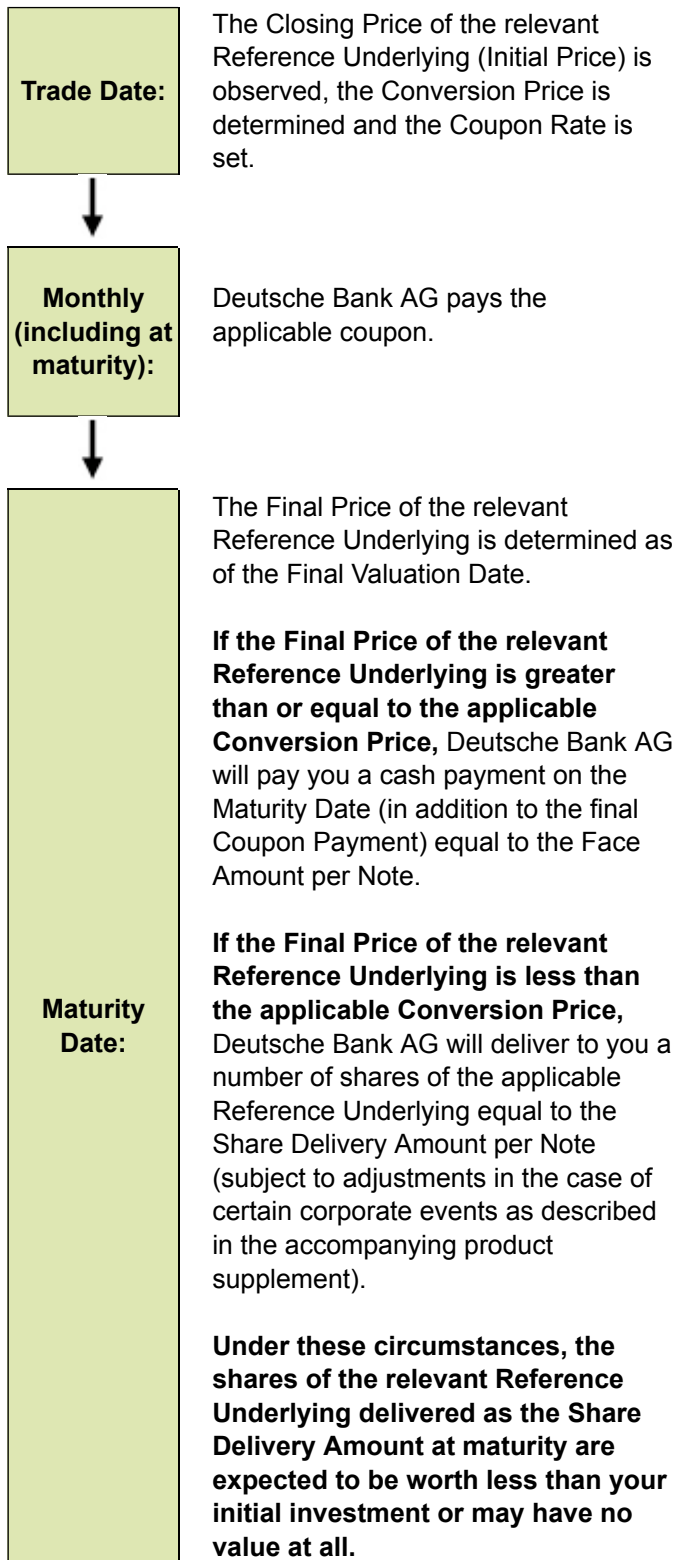 Trade Date:
The Closing Price of the relevant
Reference Underlying (Initial Price) is
observed, the Conversion Price is
determined and the Coupon Rate is
set.
Monthly
(including at
maturity):
Deutsche Bank AG pays the
applicable coupon.
Maturity
Date:
The Final Price of the relevant
Reference Underlying is determined as
of the Final Valuation Date.
If the Final Price of the relevant
Reference Underlying is greater
than or equal to the applicable
Conversion Price, Deutsche Bank AG
will pay you a cash payment on the
Maturity Date (in addition to the final
Coupon Payment) equal to the Face
Amount per Note.
If the Final Price of the relevant
Reference Underlying is less than
the applicable Conversion Price,
Deutsche Bank AG will deliver to you a
number of shares of the applicable
Reference Underlying equal to the
Share Delivery Amount per Note
(subject to adjustments in the case of
certain corporate events as described
in the accompanying product
supplement).
Under these circumstances, the
shares of the relevant Reference
Underlying delivered as the Share
Delivery Amount at maturity are
expected to be worth less than your
initial investment or may have no
value at all.